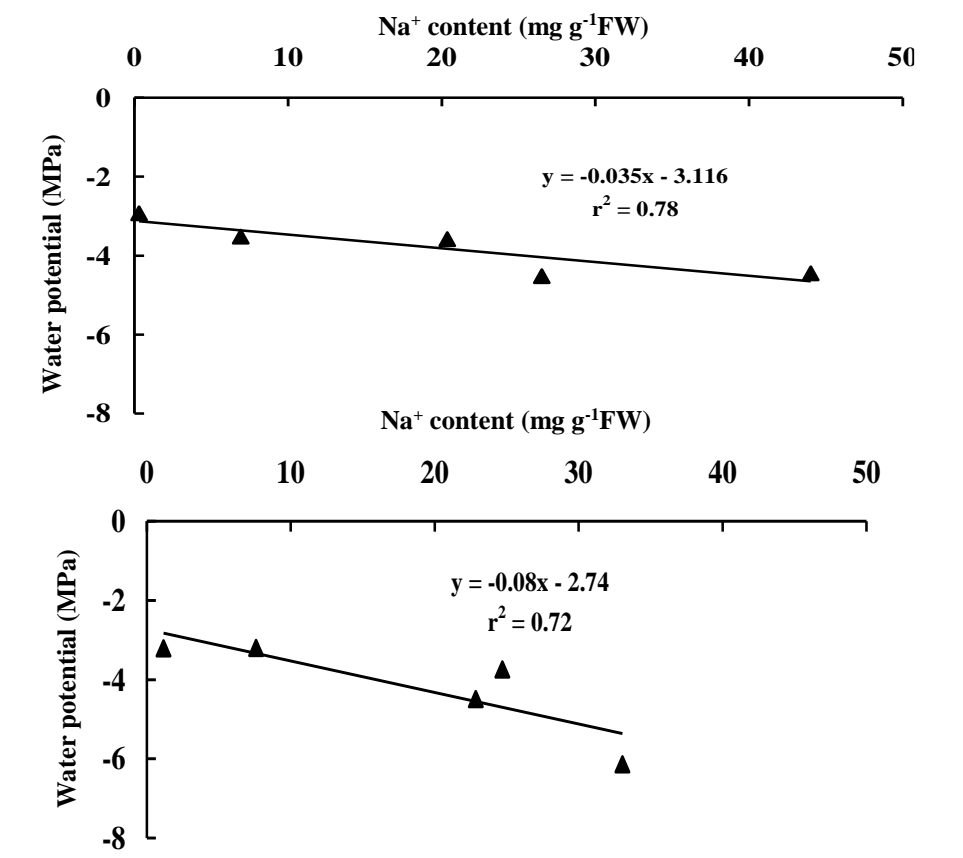 Na⁺ content (mg g⁻¹FW)
0 10 20 30 40 50
0
-2
-4
-6
-8
Water potential (MPa)
y = -0.035x - 3.116
r² = 0.78
Na⁺ content (mg g⁻¹FW)
0 10 20 30 40 50
0
-2
-4
-6
-8
Water potential (MPa)
y = -0.08x - 2.74
r² = 0.72